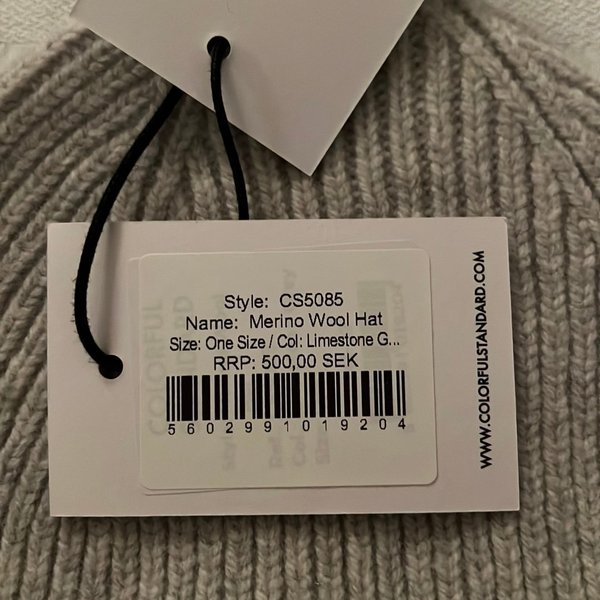 Style: CS5085
Name: Merino Wool Hat
Size: One Size / Col: Limestone G...
RRP: 500,00 SEK
5602991019204
WWW.COLORFULSTANDARD.COM